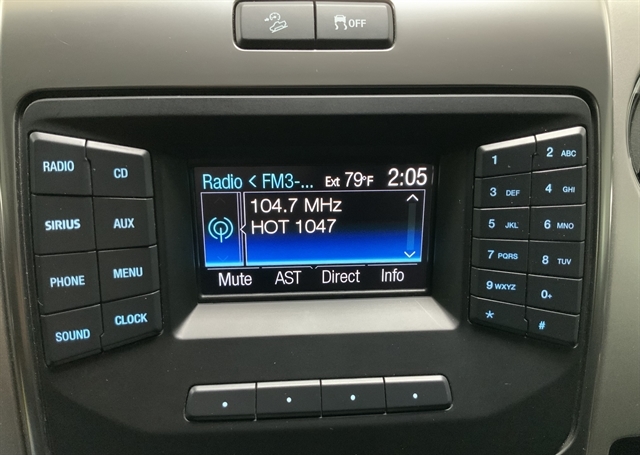 OFF
RADIO
CD
SIRIUS
AUX
PHONE
MENU
SOUND
CLOCK
Radio < FM3-... Ext 79°F 2:05
104.7 MHz
HOT 1047
Mute AST Direct Info
1
2 ABC
3 DEF
4 GHI
5 JKL
6 MNO
7 PQRS
8 TUV
9 WXYZ
0+
*
#